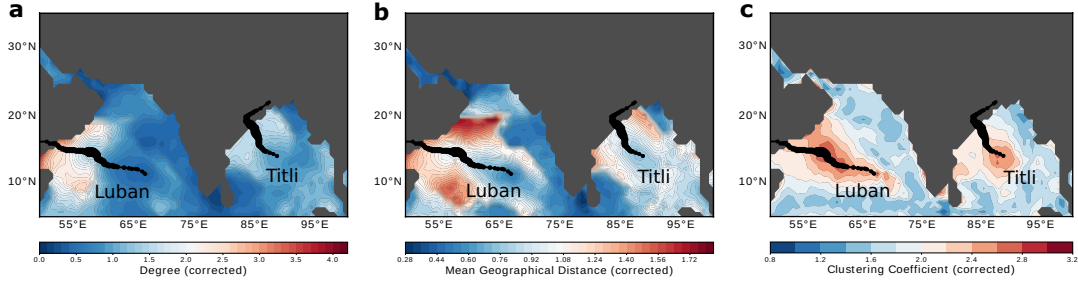 a
b
c
30°N
20°N
10°N
55°E 65°E 75°E 85°E 95°E
Luban
Titli
0.0 0.5 1.0 1.5 2.0 2.5 3.0 3.5 4.0
Degree (corrected)
30°N
20°N
10°N
55°E 65°E 75°E 85°E 95°E
Luban
Titli
0.28 0.44 0.60 0.76 0.92 1.08 1.24 1.40 1.56 1.72
Mean Geographical Distance (corrected)
30°N
20°N
10°N
55°E 65°E 75°E 85°E 95°E
Luban
Titli
0.8 1.2 1.6 2.0 2.4 2.8 3.2
Clustering Coefficient (corrected)